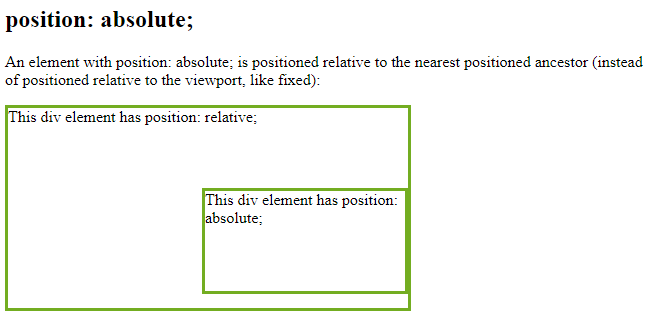 position: absolute;
An element with position: absolute; is positioned relative to the nearest positioned ancestor (instead
of positioned relative to the viewport, like fixed):
This div element has position: relative;
This div element has position:
absolute;